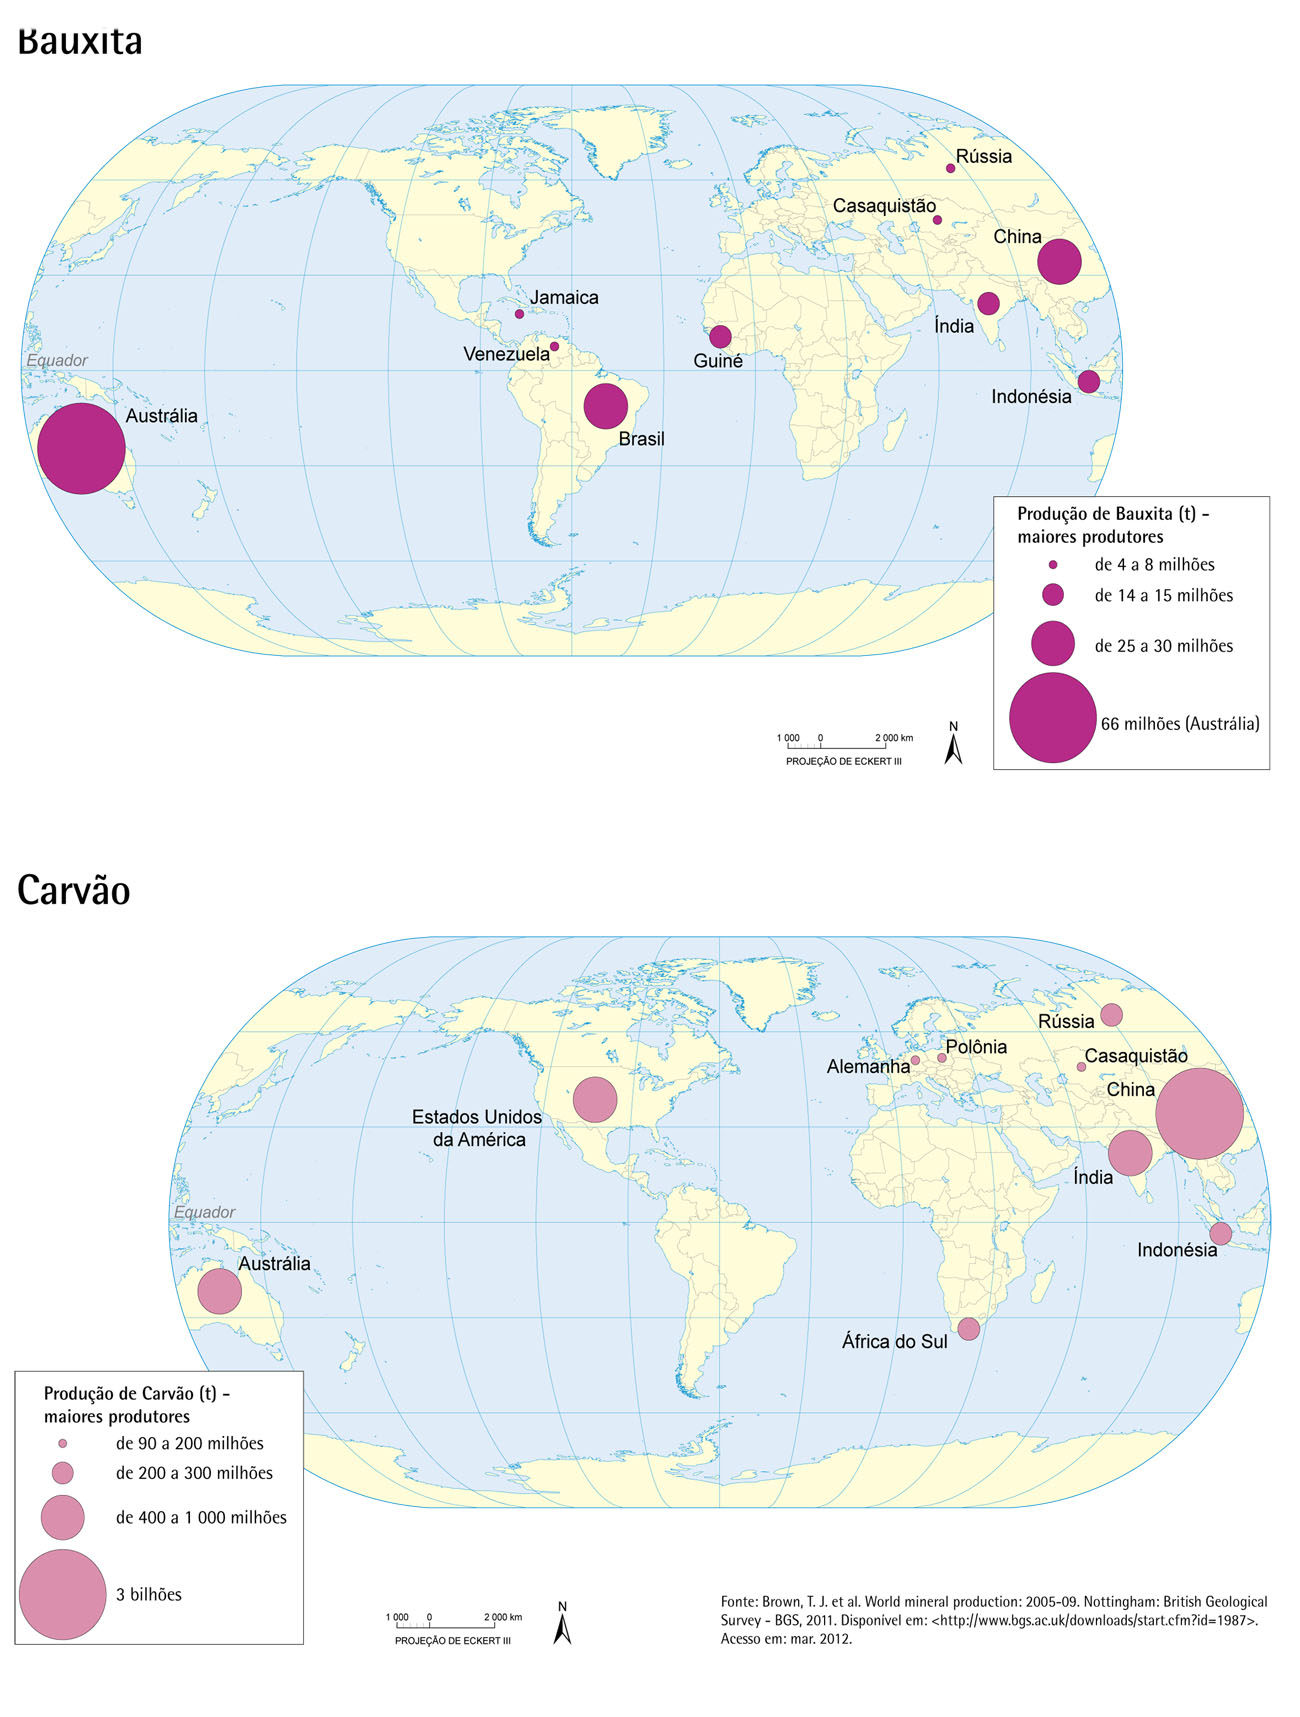 Bauxita
Rússia
Casaquistão
China
Jamaica
Índia
Venezuela
Guiné
Equador
Indonésia
Austrália
Brasil
Produção de Bauxita (t) -
maiores produtores
de 4 a 8 milhões
de 14 a 15 milhões
de 25 a 30 milhões
66 milhões (Austrália)
N
1 000 0 2 000 km
PROJEÇÃO DE ECKERT III
Carvão
Rússia
Polônia
Alemanha
Casaquistão
China
Estados Unidos
da América
Índia
Equador
Indonésia
Austrália
África do Sul
Produção de Carvão (t) -
maiores produtores
de 90 a 200 milhões
de 200 a 300 milhões
de 400 a 1 000 milhões
3 bilhões
N
1 000 0 2 000 km
PROJEÇÃO DE ECKERT III
Fonte: Brown, T. J. et al. World mineral production: 2005-09. Nottingham: British Geological
Survey - BGS, 2011. Disponivel em: <http://www.bgs.ac.uk/downloads/start.cfm?id=1987>.
Acesso em: mar. 2012.